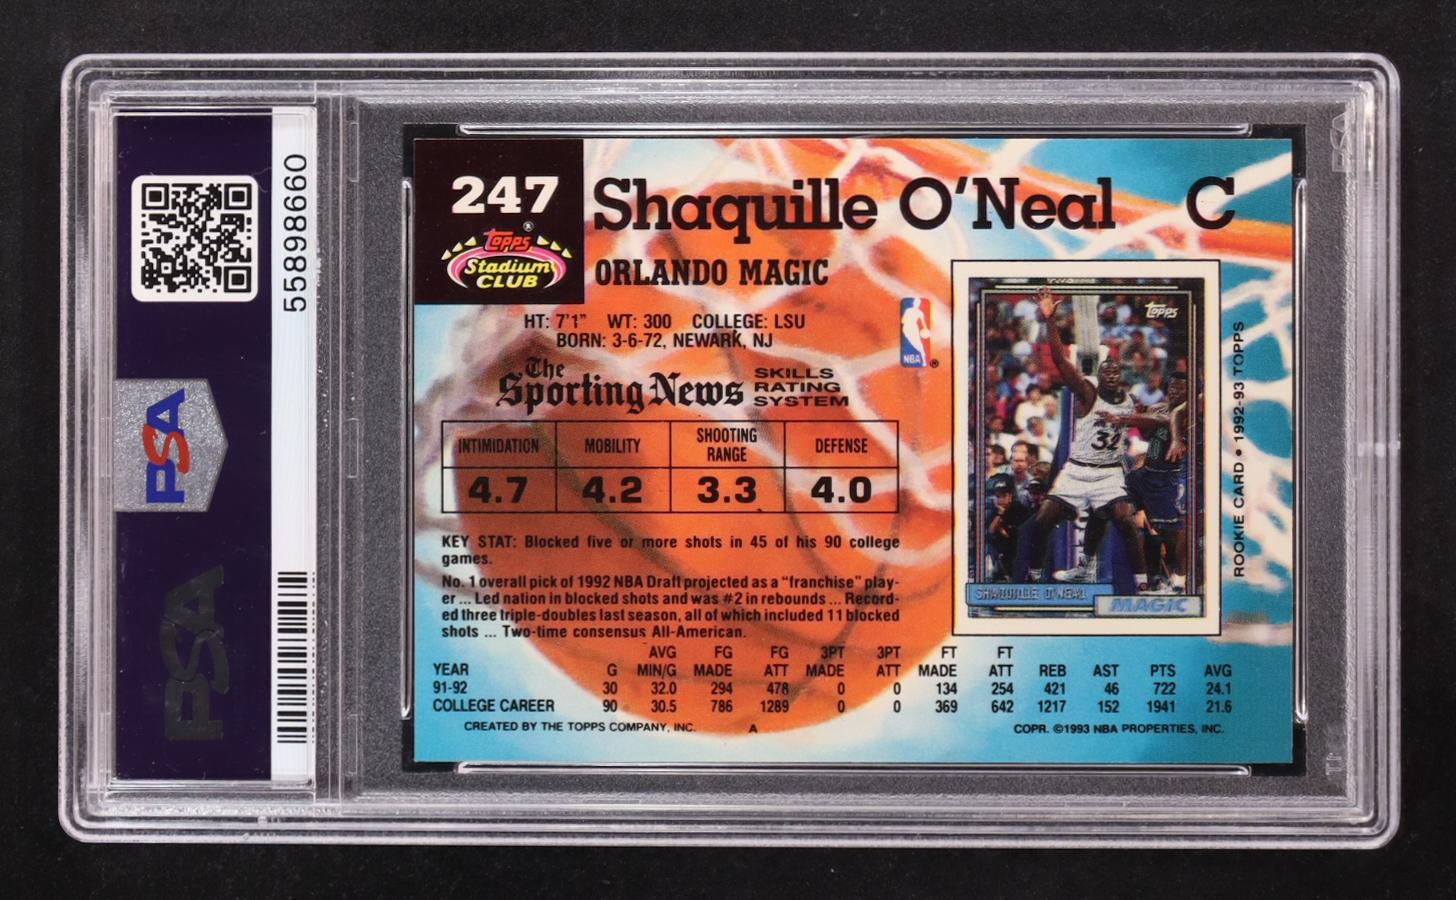 55898660
PSA
PSA
247
Topps®
Stadium
CLUB
Shaquille O'Neal C
ORLANDO MAGIC
HT: 7'1" WT: 300 COLLEGE: LSU
BORN: 3-6-72, NEWARK, NJ
NBA ®
The
Sporting News
SKILLS
RATING
SYSTEM
INTIMIDATION MOBILITY SHOOTING RANGE DEFENSE
4.7 4.2 3.3 4.0
KEY STAT: Blocked five or more shots in 45 of his 90 college
games.
No. 1 overall pick of 1992 NBA Draft projected as a "franchise" play-
er ... Led nation in blocked shots and was #2 in rebounds ... Record-
ed three triple-doubles last season, all of which included 11 blocked
shots ... Two-time consensus All-American.
Topps
32
SHAQUILLE O'NEAL
MAGIC
ROOKIE CARD • 1992-93 TOPPS
AVG FG FG 3PT 3PT FT FT
YEAR G MIN/G MADE ATT MADE ATT MADE ATT REB AST PTS AVG
91-92 30 32.0 294 478 0 0 134 254 421 46 722 24.1
COLLEGE CAREER 90 30.5 786 1289 0 0 369 642 1217 152 1941 21.6
CREATED BY THE TOPPS COMPANY, INC. A COPR. ©1993 NBA PROPERTIES, INC.
PSA